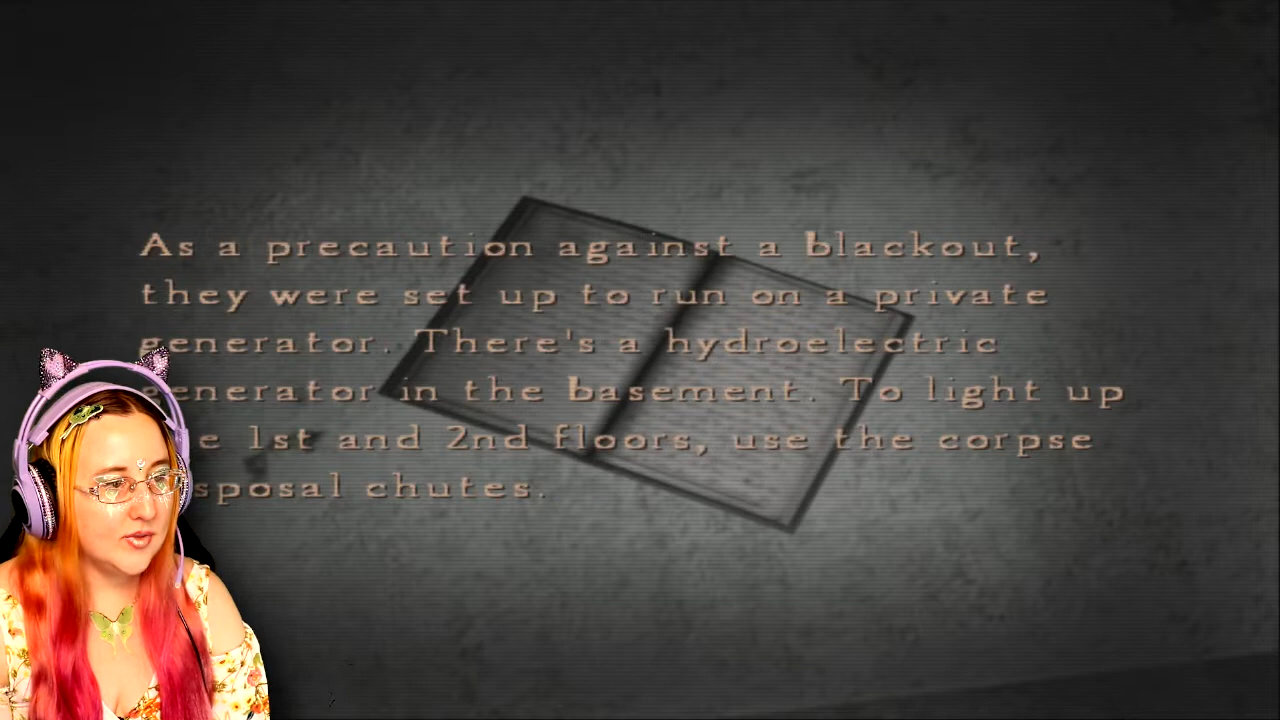 As a precaution against a blackout,
they were set up to run on a private
generator. There's a hydroelectric
generator in the basement. To light up
1st and 2nd floors, use the corpse
chutes.